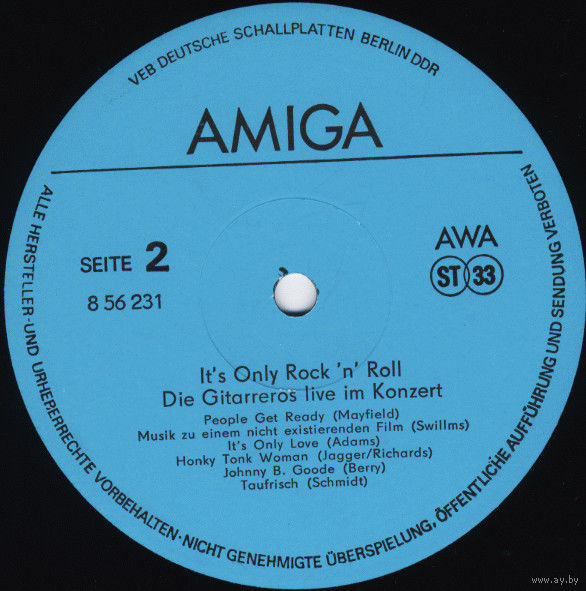 VEB DEUTSCHE SCHALLPLATTEN BERLIN DDR
AMIGA
SEITE 2
8 56 231
AWA
ST 33
It's Only Rock 'n' Roll
Die Gitarreros live im Konzert
People Get Ready (Mayfield)
Musik zu einem nicht existierenden Film (Swillms)
It's Only Love (Adams)
Honky Tonk Woman (Jagger/Richards)
Johnny B. Goode (Berry)
Taufrisch (Schmidt)
ALLE HERSTELLER-UND URHEPERRECHTE VORBEHALTEN·NICHT GENEHMIGTE ÜBERSPIELUNG, ÖFFENTLICHE AUFFÜHRUNG UND SENDUNG VERBOTEN
www.ay.by